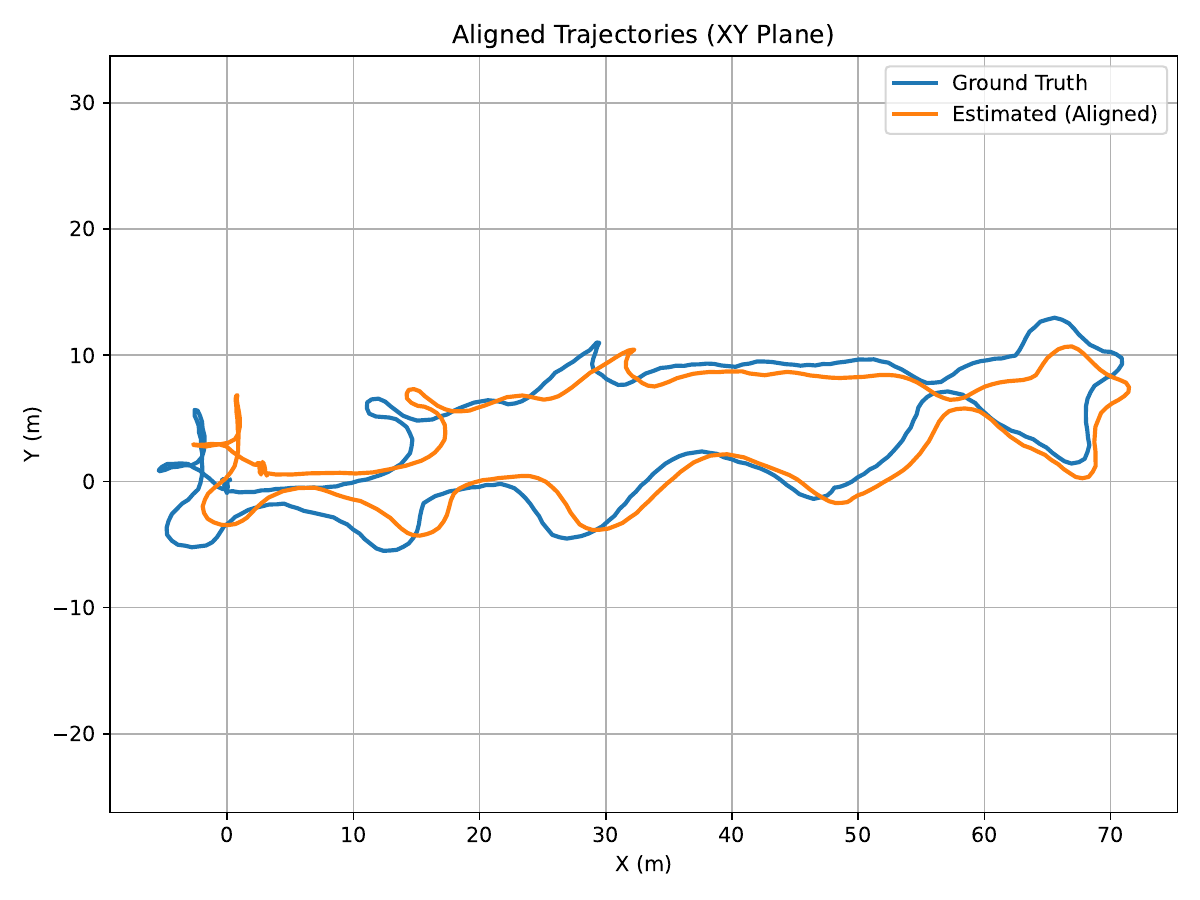 Aligned Trajectories (XY Plane)
Ground Truth
Estimated (Aligned)
30
20
10
0
−10
−20
Y (m)
0 10 20 30 40 50 60 70
X (m)